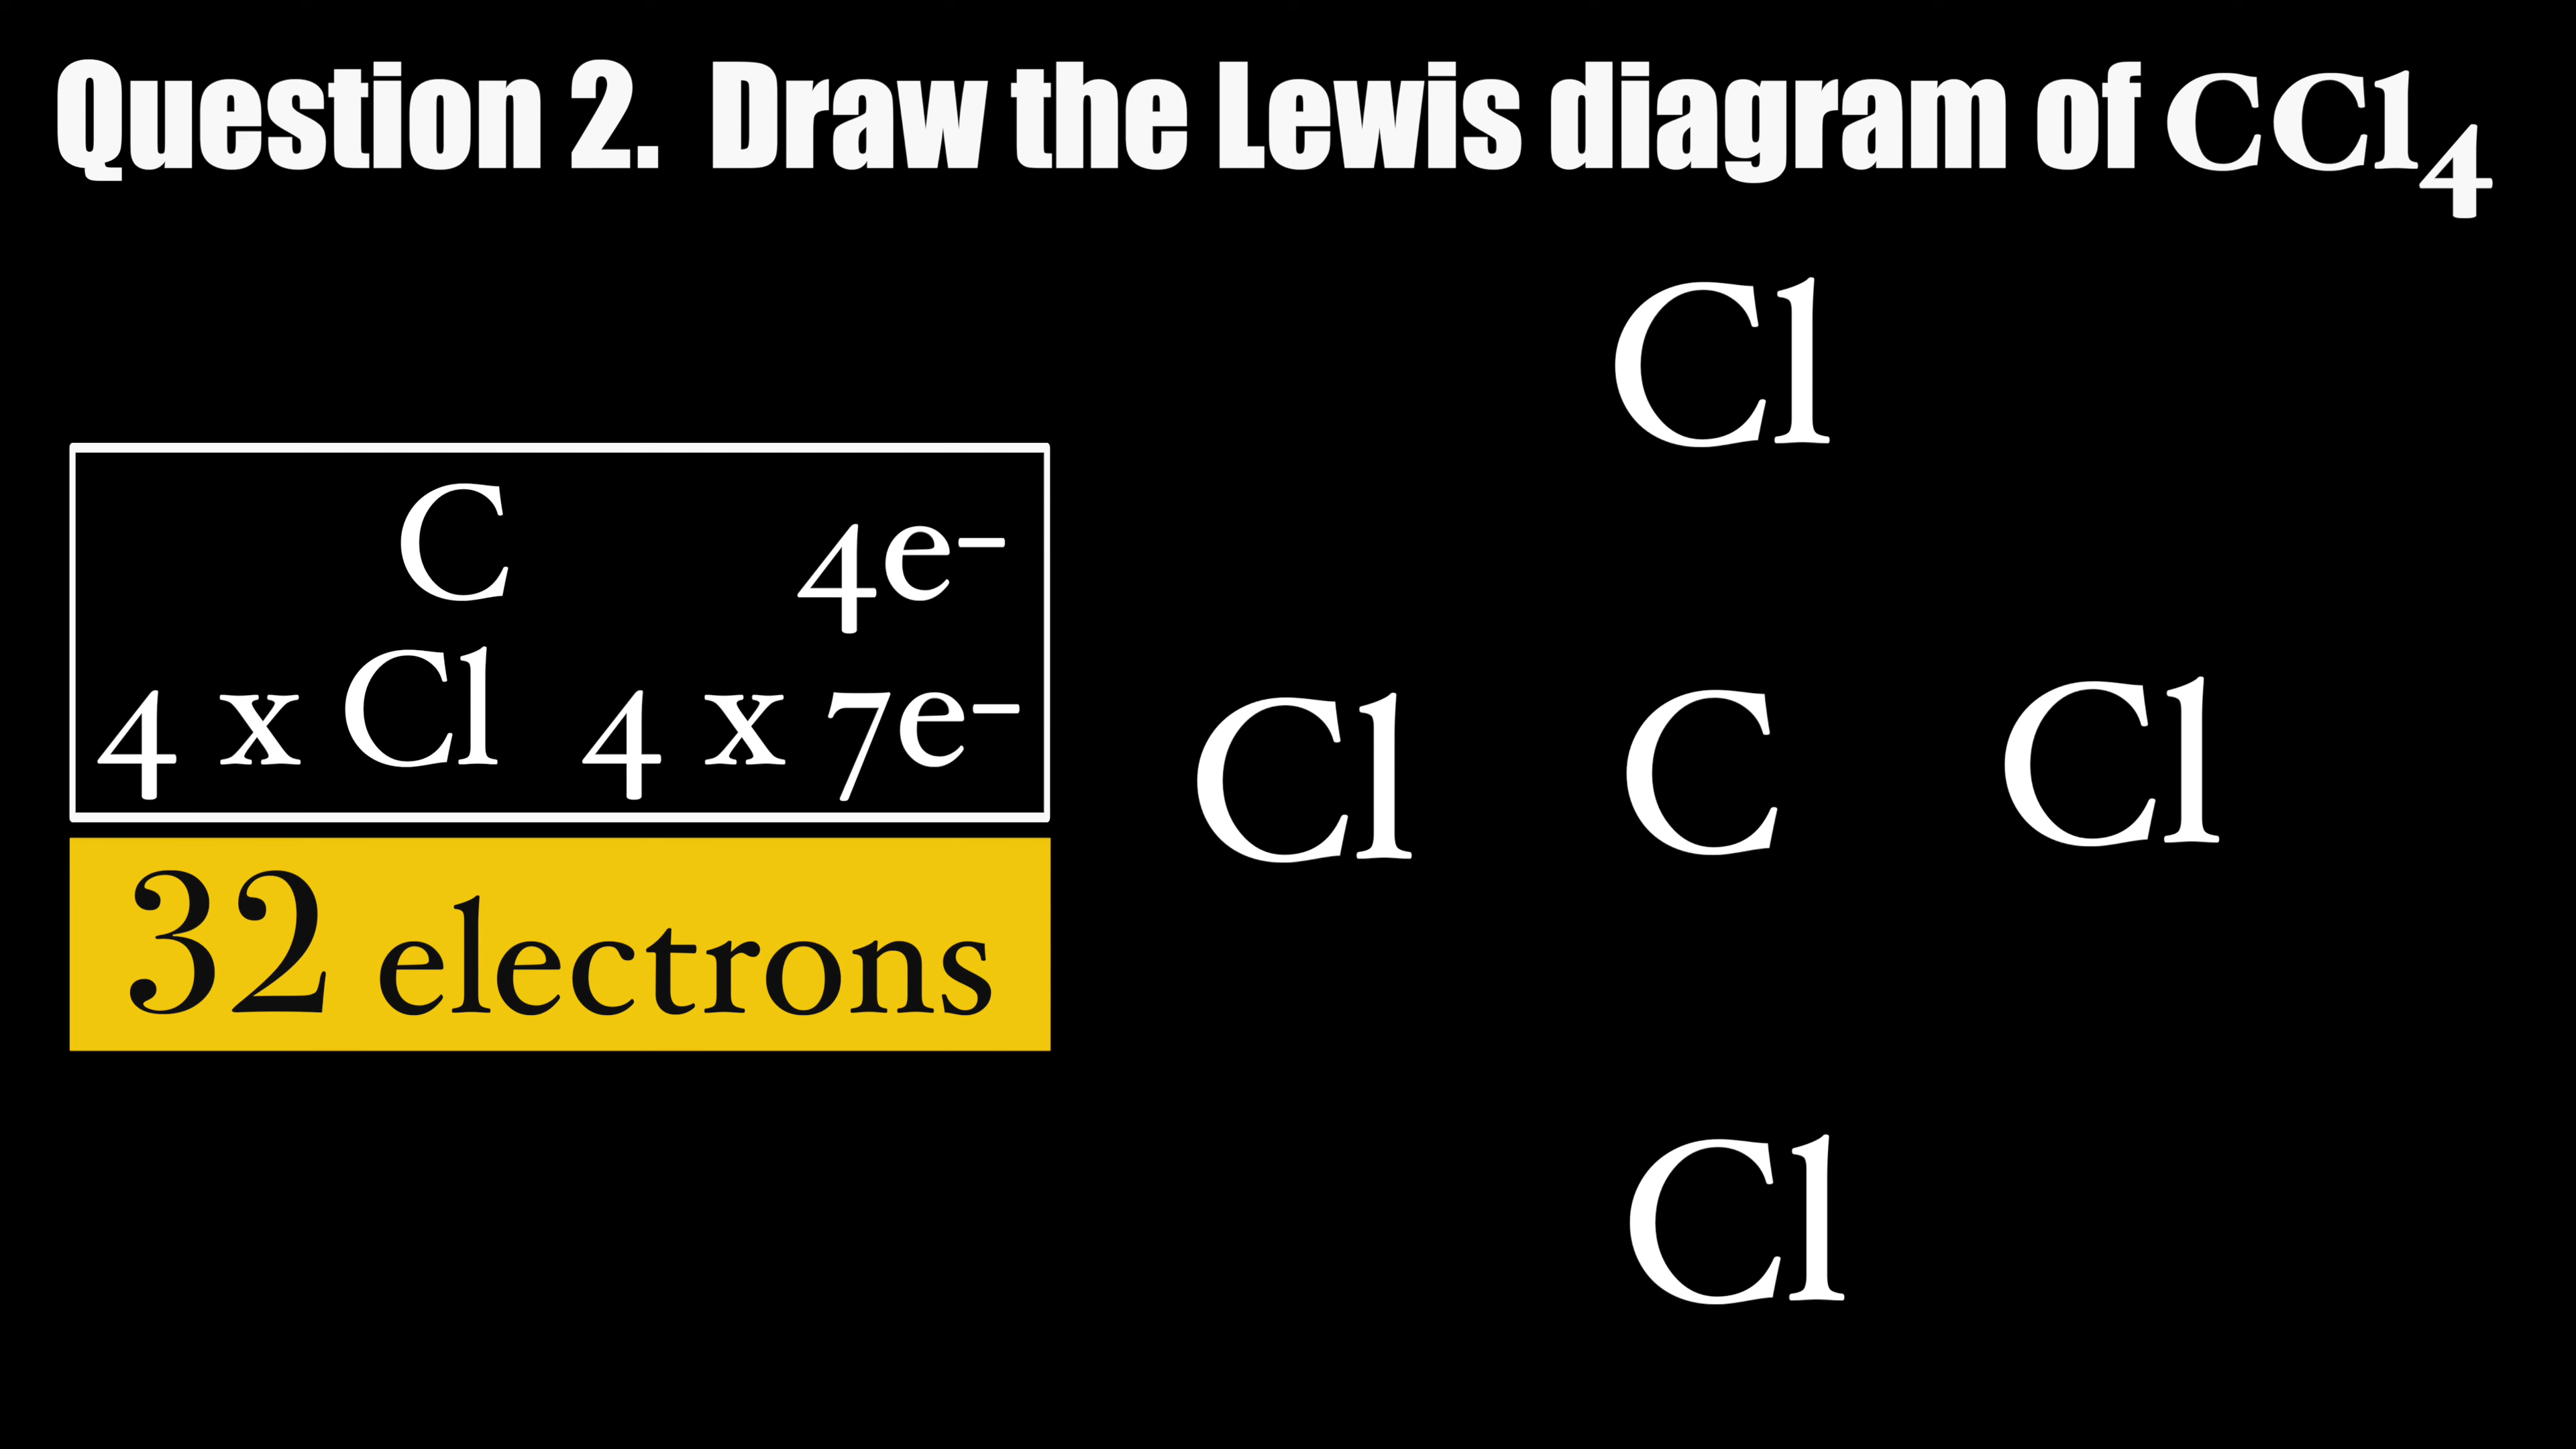 Question 2. Draw the Lewis diagram of CCl₄
C 4e-
4 x Cl 4 x 7e-
32 electrons
Cl
Cl C Cl
Cl